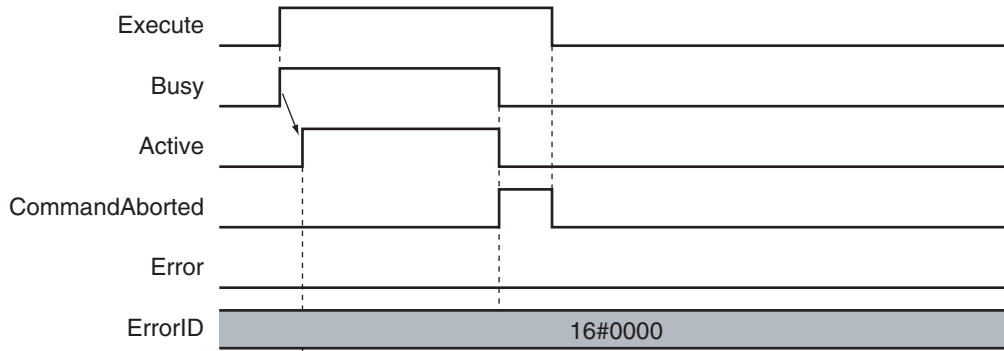 Execute
Busy
Active
CommandAborted
Error
ErrorID
16#0000